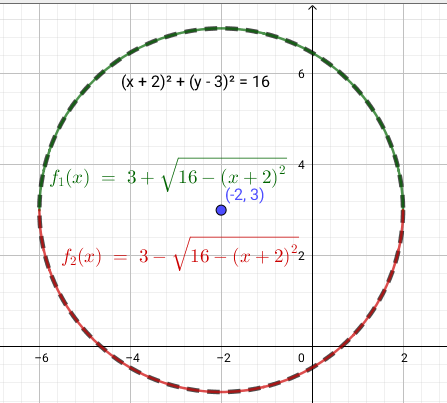 6
(x + 2)² + (y - 3)² = 16
4
f₁(x) = 3 + √(16 − (x + 2)²)
(-2, 3)
f₂(x) = 3 − √(16 − (x + 2)²)
2
−6 −4 −2 0 2